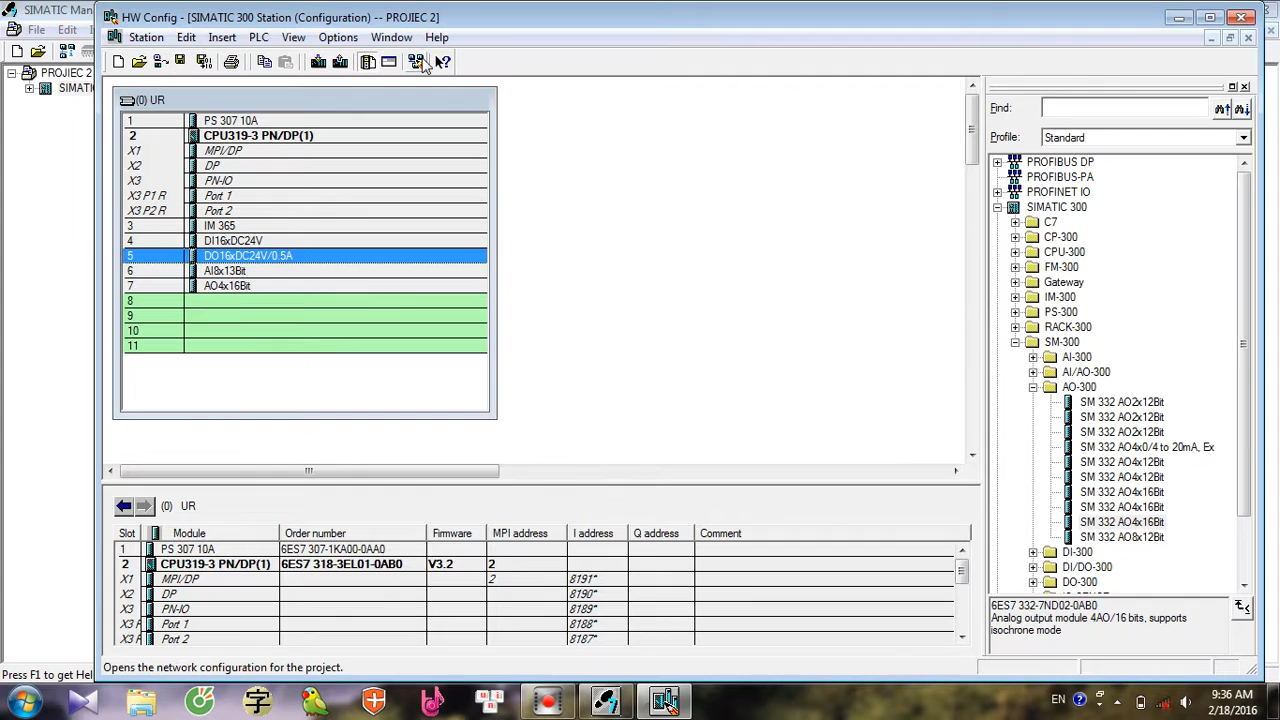 SIMATIC Man
HW Config - [SIMATIC 300 Station (Configuration) -- PROJIEC 2]
File Edit
Station Edit Insert PLC View Options Window Help
PROJIEC 2
SIMATI
(0) UR
1 PS 307 10A
2 CPU319-3 PN/DP(1)
X1 MPI/DP
X2 DP
X3 PN-IO
X3 P1 R Port 1
X3 P2 R Port 2
3 IM 365
4 DI16xDC24V
5 DO16xDC24V/0.5A
6 AI8x13Bit
7 AO4x16Bit
8
9
10
11
Find:
Profile: Standard
PROFIBUS DP
PROFIBUS-PA
PROFINET IO
SIMATIC 300
C7
CP-300
CPU-300
FM-300
Gateway
IM-300
PS-300
RACK-300
SM-300
AI-300
AI/AO-300
AO-300
SM 332 AO2x12Bit
SM 332 AO2x12Bit
SM 332 AO2x12Bit
SM 332 AO4x0/4 to 20mA, Ex
SM 332 AO4x12Bit
SM 332 AO4x12Bit
SM 332 AO4x16Bit
SM 332 AO4x16Bit
SM 332 AO4x16Bit
SM 332 AO8x12Bit
DI-300
DI/DO-300
DO-300
6ES7 332-7ND02-0AB0
Analog output module 4AO/16 bits, supports
isochrone mode
(0) UR
Slot Module Order number Firmware MPI address I address Q address Comment
1 PS 307 10A 6ES7 307-1KA00-0AA0
2 CPU319-3 PN/DP(1) 6ES7 318-3EL01-0AB0 V3.2 2
X1 MPI/DP 2 8191*
X2 DP 8190*
X3 PN-IO 8189*
X3 F Port 1 8188*
X3 F Port 2 8187*
Press F1 to get Help
Opens the network configuration for the project.
EN
9:36 AM
2/18/2016